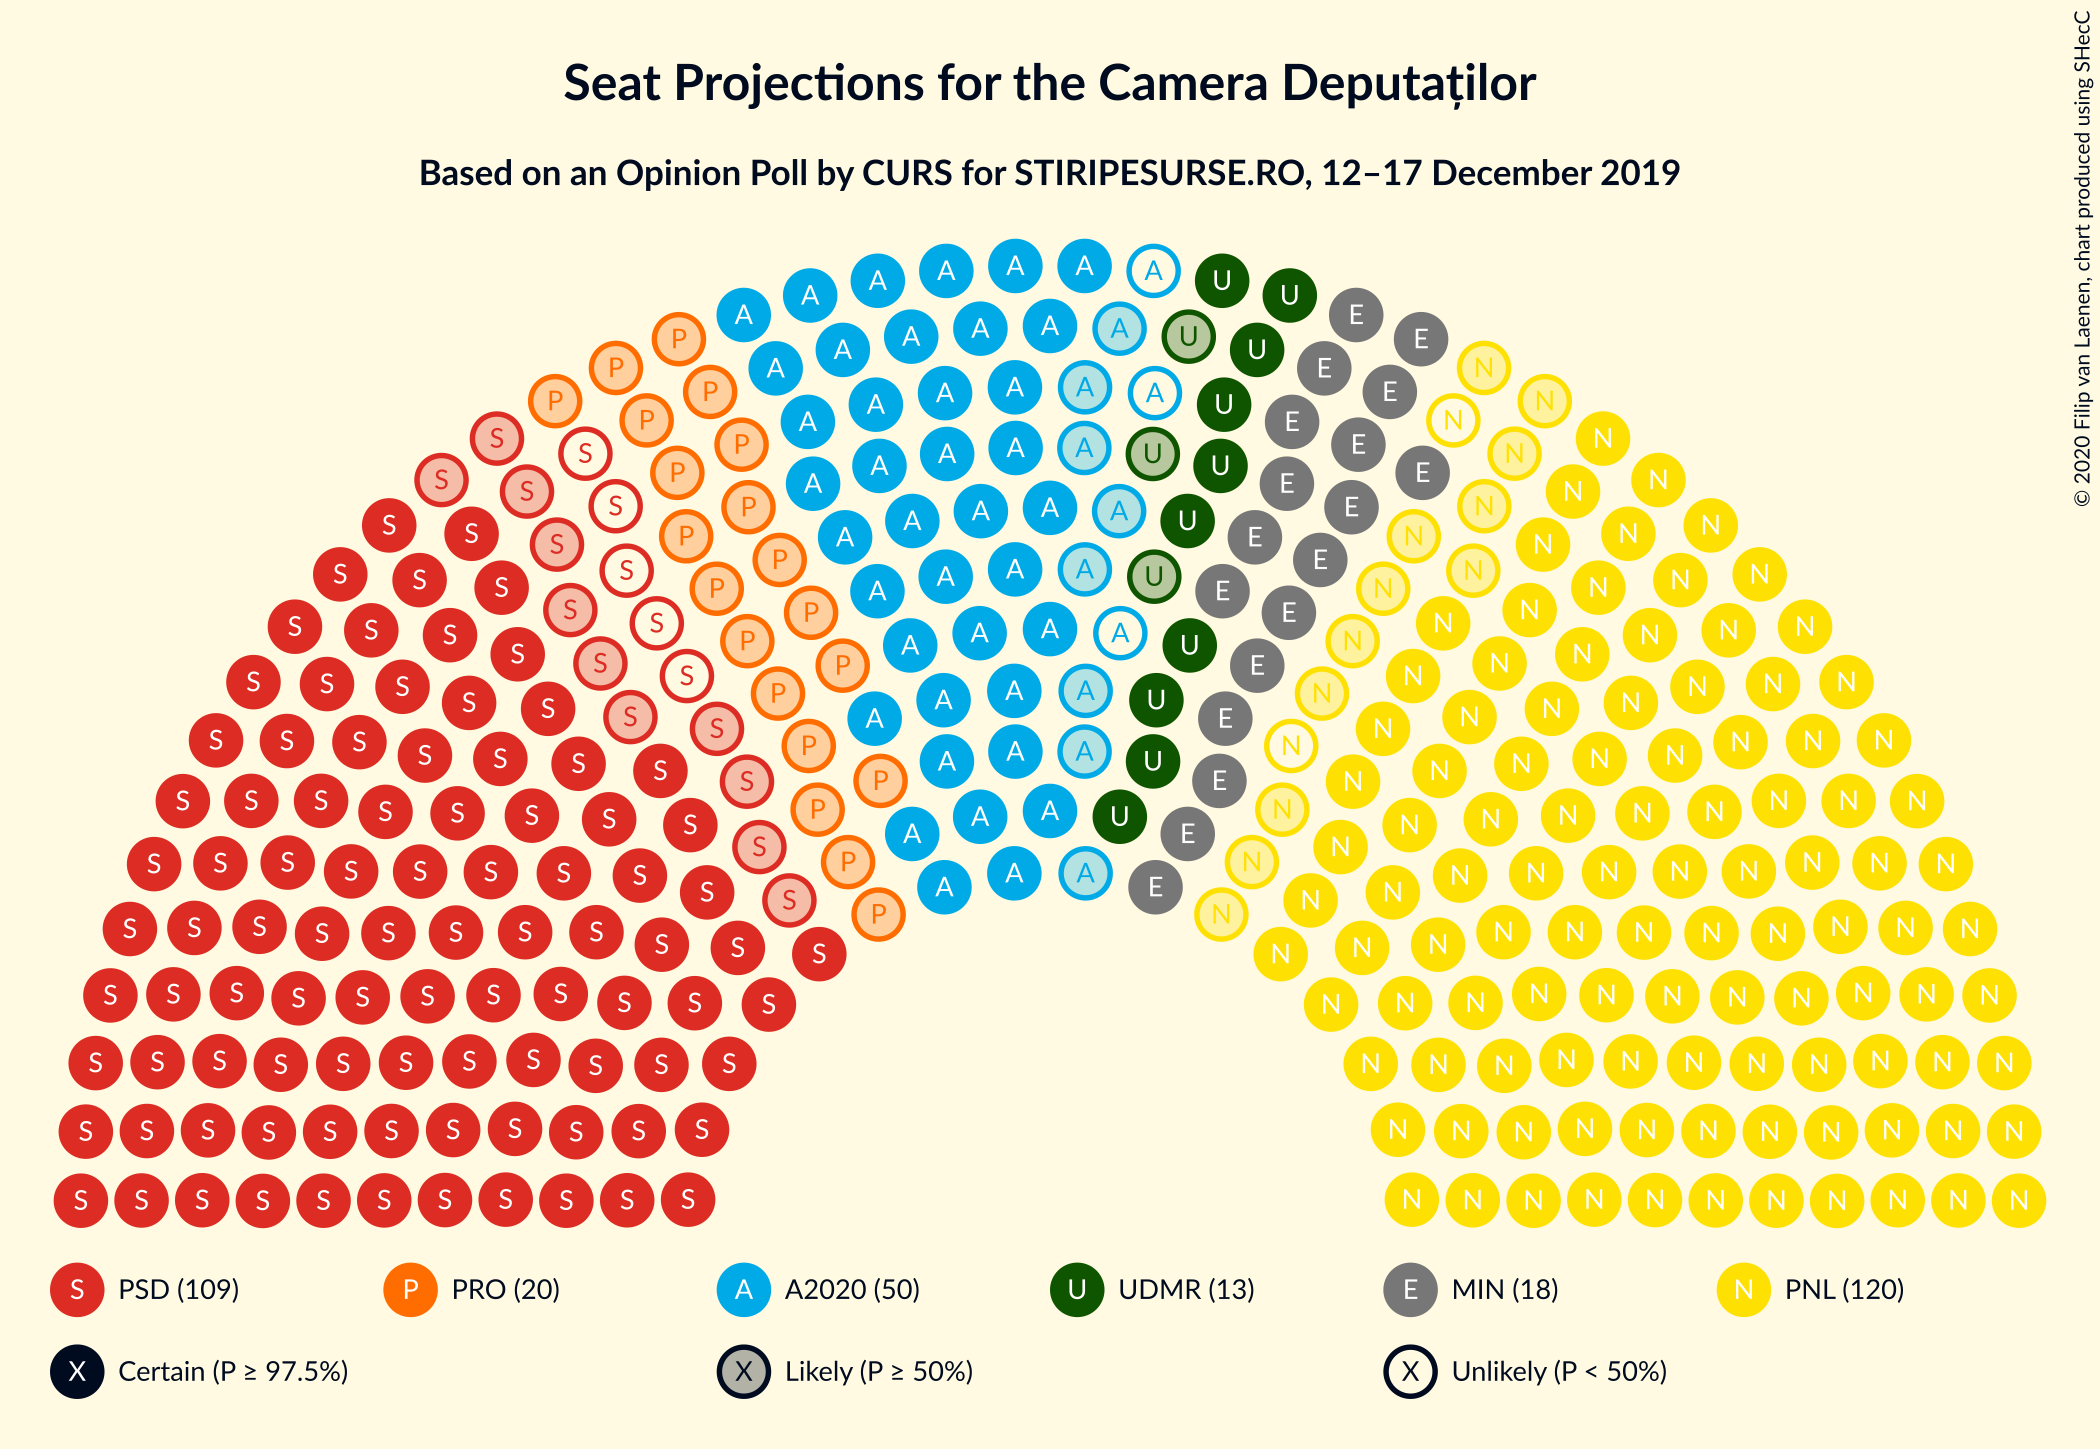 Seat Projections for the Camera Deputaților
Based on an Opinion Poll by CURS for STIRIPESURSE.RO, 12–17 December 2019
© 2020 Filip van Laenen, chart produced using SHecC
S PSD (109) P PRO (20) A A2020 (50) U UDMR (13) E MIN (18) N PNL (120)
X Certain (P ≥ 97.5%) X Likely (P ≥ 50%) X Unlikely (P < 50%)